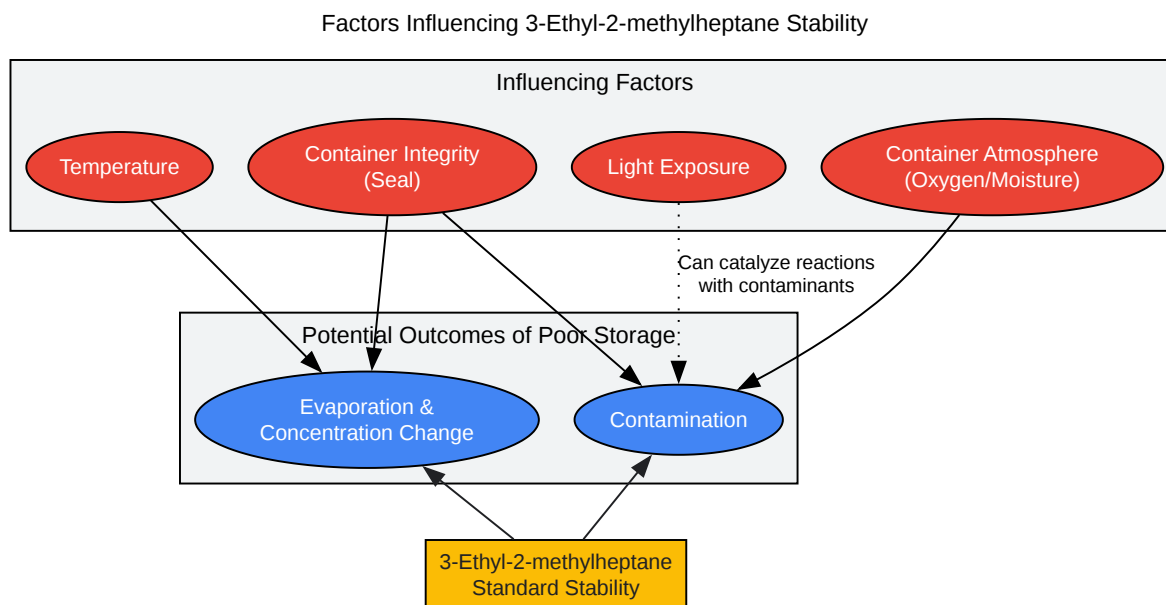 Factors Influencing 3-Ethyl-2-methylheptane Stability
Influencing Factors
Temperature
Container Integrity
(Seal)
Light Exposure
Container Atmosphere
(Oxygen/Moisture)
Can catalyze reactions
with contaminants
Potential Outcomes of Poor Storage
Evaporation &
Concentration Change
Contamination
3-Ethyl-2-methylheptane
Standard Stability